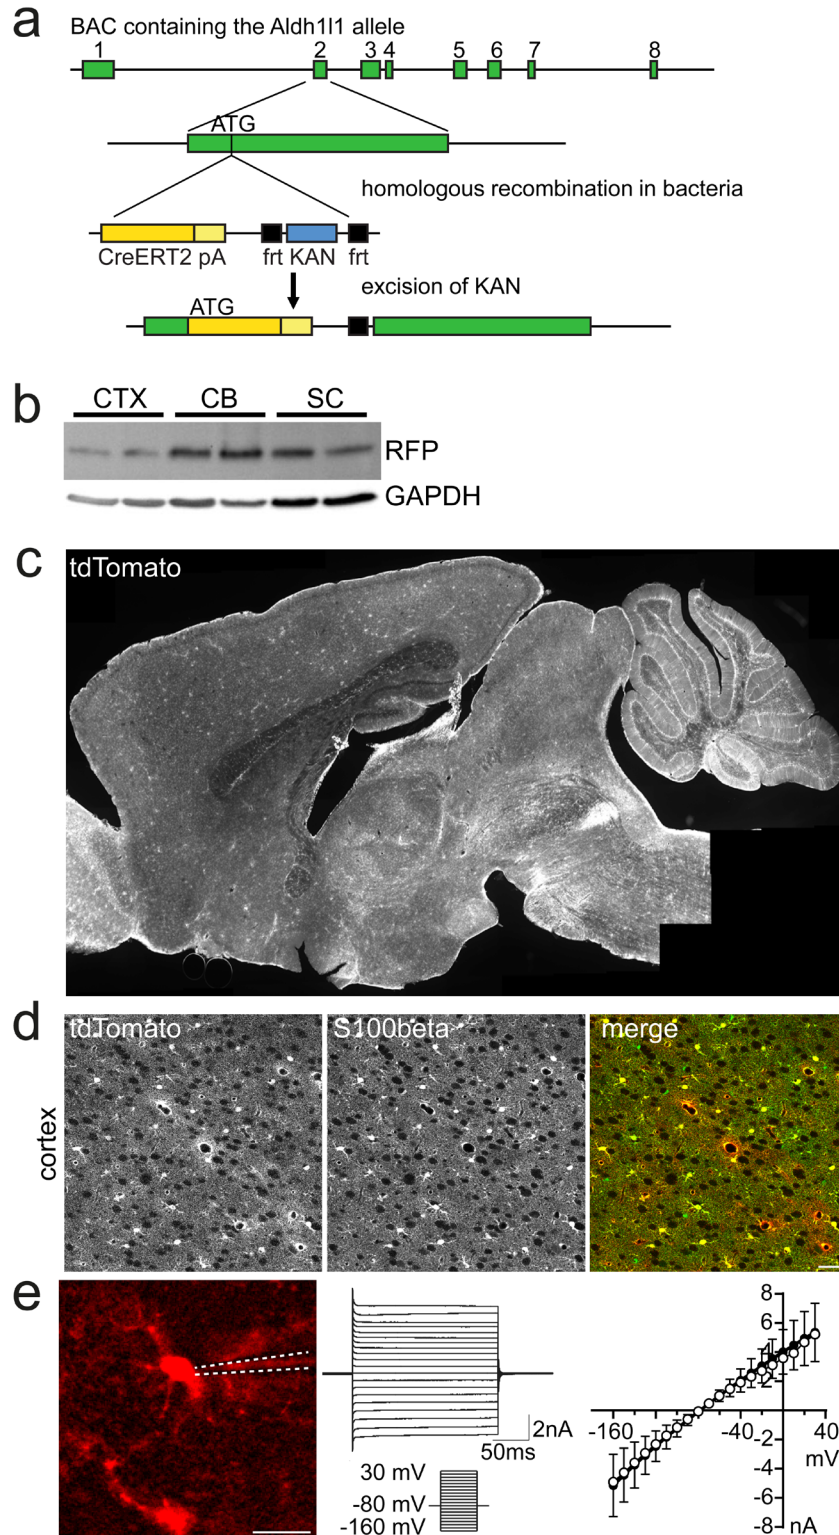 a
BAC containing the Aldh1l1 allele
1 2 3 4 5 6 7 8
ATG
homologous recombination in bacteria
CreERT2 pA frt KAN frt
excision of KAN
ATG
b
CTX CB SC
RFP
GAPDH
c
tdTomato
d
tdTomato S100beta merge
cortex
e
2nA
50ms
30 mV
-80 mV
-160 mV
8
6
4
2
-160 -40 40
mV
-2
-4
-6
-8 nA